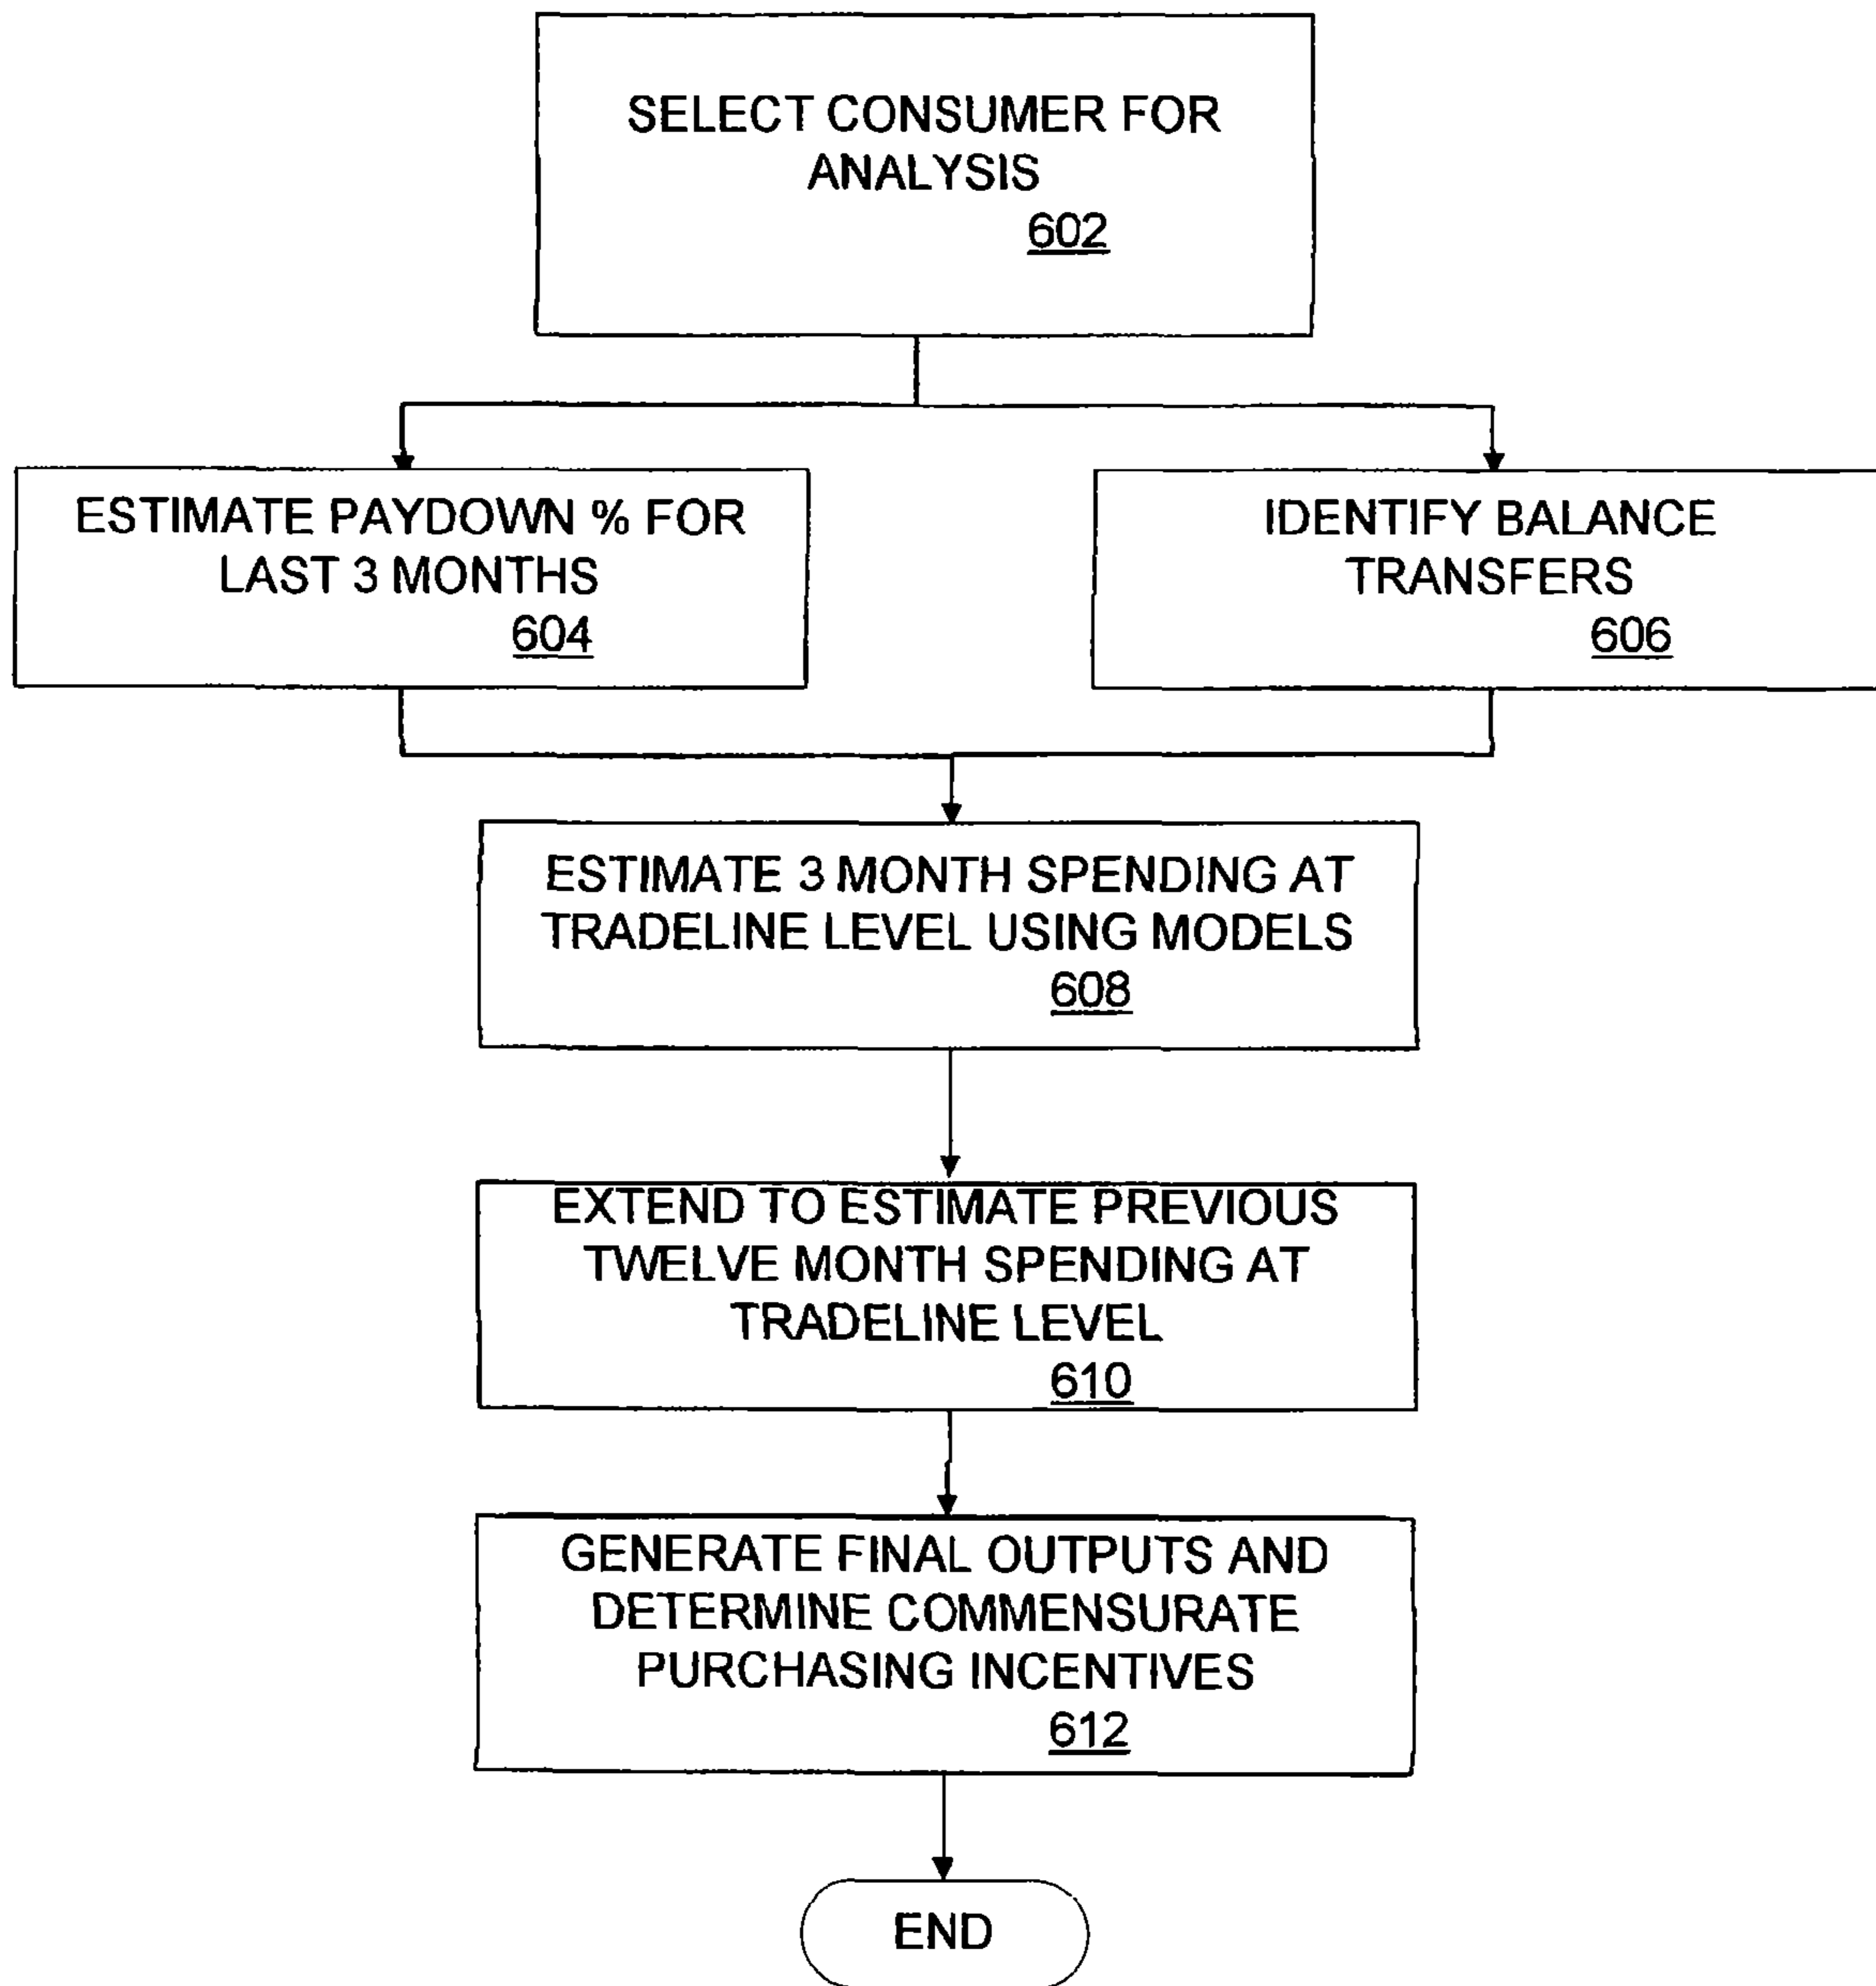 SELECT CONSUMER FOR
ANALYSIS
602
ESTIMATE PAYDOWN % FOR
LAST 3 MONTHS
604
IDENTIFY BALANCE
TRANSFERS
606
ESTIMATE 3 MONTH SPENDING AT
TRADELINE LEVEL USING MODELS
608
EXTEND TO ESTIMATE PREVIOUS
TWELVE MONTH SPENDING AT
TRADELINE LEVEL
610
GENERATE FINAL OUTPUTS AND
DETERMINE COMMENSURATE
PURCHASING INCENTIVES
612
END